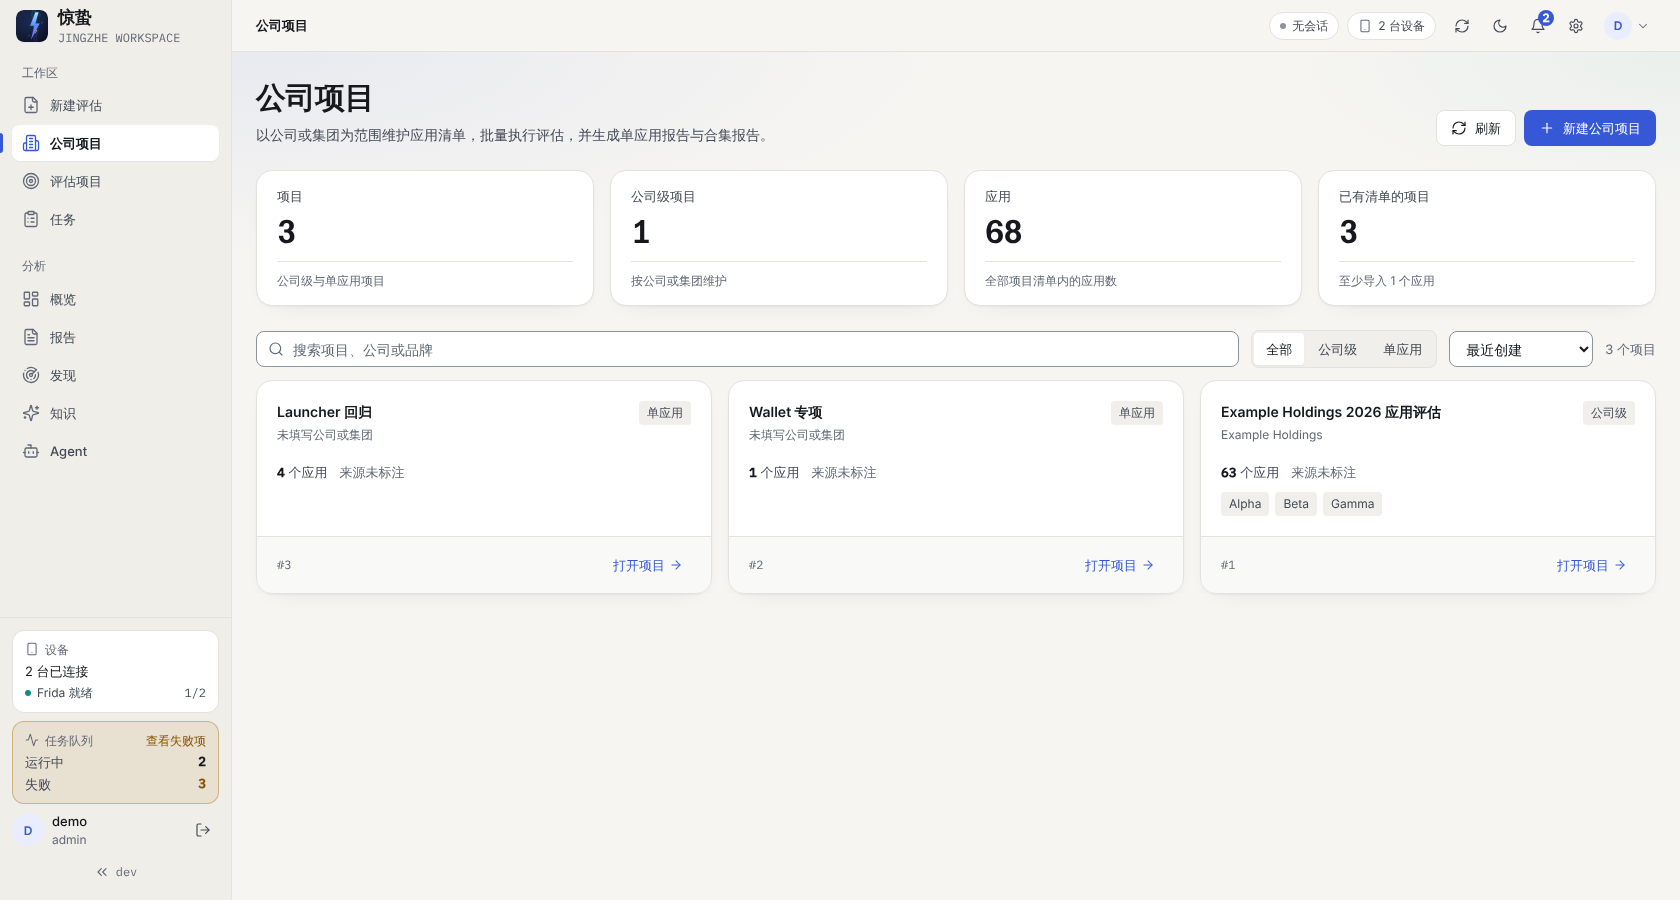 惊蛰
JINGZHE WORKSPACE
工作区
新建评估
公司项目
评估项目
任务
分析
概览
报告
发现
知识
Agent
设备
2 台已连接
Frida 就绪 1/2
任务队列 查看失败项
运行中 2
失败 3
D demo
admin
dev
公司项目
无会话 2 台设备 2 D
公司项目
以公司或集团为范围维护应用清单，批量执行评估，并生成单应用报告与合集报告。
刷新 新建公司项目
项目
3
公司级与单应用项目
公司级项目
1
按公司或集团维护
应用
68
全部项目清单内的应用数
已有清单的项目
3
至少导入 1 个应用
搜索项目、公司或品牌 全部 公司级 单应用 最近创建 3 个项目
Launcher 回归 单应用
未填写公司或集团
4 个应用 来源未标注
#3 打开项目
Wallet 专项 单应用
未填写公司或集团
1 个应用 来源未标注
#2 打开项目
Example Holdings 2026 应用评估 公司级
Example Holdings
63 个应用 来源未标注
Alpha Beta Gamma
#1 打开项目